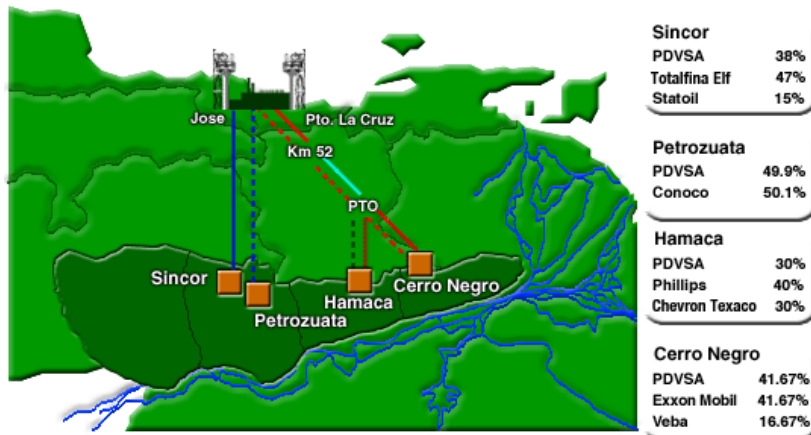 Jose
Pto. La Cruz
Km 52
PTO
Sincor
Petrozuata
Hamaca
Cerro Negro
Sincor
PDVSA 38%
Totalfina Elf 47%
Statoil 15%
Petrozuata
PDVSA 49.9%
Conoco 50.1%
Hamaca
PDVSA 30%
Phillips 40%
Chevron Texaco 30%
Cerro Negro
PDVSA 41.67%
Exxon Mobil 41.67%
Veba 16.67%